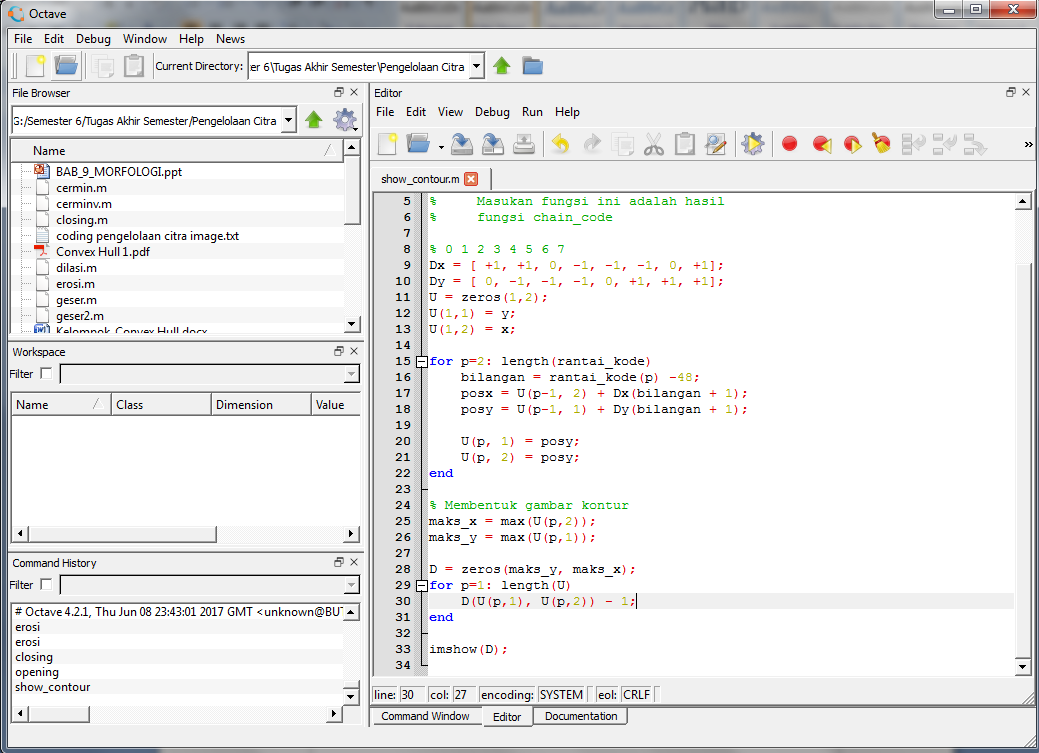 Octave
File Edit Debug Window Help News
Current Directory: er 6\Tugas Akhir Semester\Pengelolaan Citra
File Browser
G:/Semester 6/Tugas Akhir Semester/Pengelolaan Citra
Name
BAB_9_MORFOLOGI.ppt
cermin.m
cerminv.m
closing.m
coding pengelolaan citra image.txt
Convex Hull 1.pdf
dilasi.m
erosi.m
geser.m
geser2.m
Kelompok_Convex Hull.docx
Workspace
Filter
Name Class Dimension Value
Command History
Filter
# Octave 4.2.1, Thu Jun 08 23:43:01 2017 GMT <unknown@BU
erosi
erosi
closing
opening
show_contour
Editor
File Edit View Debug Run Help
»
show_contour.m
5 % Masukan fungsi ini adalah hasil
6 % fungsi chain_code
7
8 % 0 1 2 3 4 5 6 7
9 Dx = [ +1, +1, 0, -1, -1, -1, 0, +1];
10 Dy = [ 0, -1, -1, -1, 0, +1, +1, +1];
11 U = zeros(1,2);
12 U(1,1) = y;
13 U(1,2) = x;
14
15 for p=2: length(rantai_kode)
16 bilangan = rantai_kode(p) -48;
17 posx = U(p-1, 2) + Dx(bilangan + 1);
18 posy = U(p-1, 1) + Dy(bilangan + 1);
19
20 U(p, 1) = posy;
21 U(p, 2) = posy;
22 end
23
24 % Membentuk gambar kontur
25 maks_x = max(U(p,2));
26 maks_y = max(U(p,1));
27
28 D = zeros(maks_y, maks_x);
29 for p=1: length(U)
30 D(U(p,1), U(p,2)) - 1;
31 end
32
33 imshow(D);
34
line: 30 col: 27 encoding: SYSTEM eol: CRLF
Command Window Editor Documentation